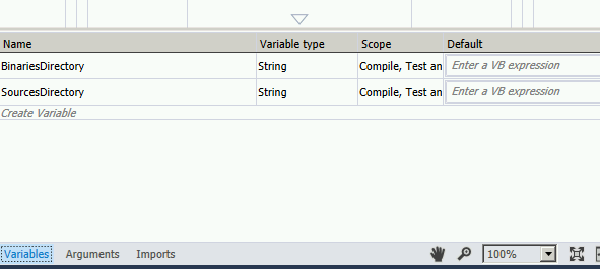 Name Variable type Scope Default
BinariesDirectory String Compile, Test an Enter a VB expression
SourcesDirectory String Compile, Test an Enter a VB expression
Create Variable
Variables Arguments Imports 100%